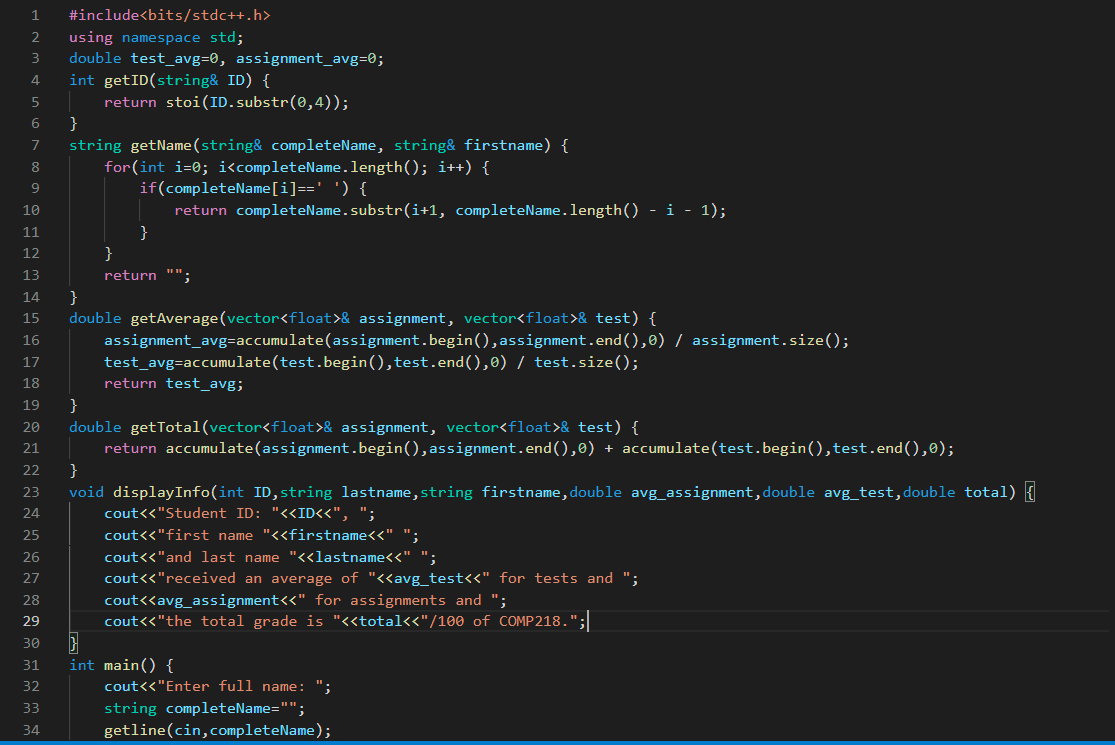 1 #include<bits/stdc++.h>
2 using namespace std;
3 double test_avg=0, assignment_avg=0;
4 int getID(string& ID) {
5     return stoi(ID.substr(0,4));
6 }
7 string getName(string& completeName, string& firstname) {
8     for(int i=0; i<completeName.length(); i++) {
9         if(completeName[i]==' ') {
10             return completeName.substr(i+1, completeName.length() - i - 1);
11         }
12     }
13     return "";
14 }
15 double getAverage(vector<float>& assignment, vector<float>& test) {
16     assignment_avg=accumulate(assignment.begin(),assignment.end(),0) / assignment.size();
17     test_avg=accumulate(test.begin(),test.end(),0) / test.size();
18     return test_avg;
19 }
20 double getTotal(vector<float>& assignment, vector<float>& test) {
21     return accumulate(assignment.begin(),assignment.end(),0) + accumulate(test.begin(),test.end(),0);
22 }
23 void displayInfo(int ID,string lastname,string firstname,double avg_assignment,double avg_test,double total) {
24     cout<<"Student ID: "<<ID<<", ";
25     cout<<"first name "<<firstname<<" ";
26     cout<<"and last name "<<lastname<<" ";
27     cout<<"received an average of "<<avg_test<<" for tests and ";
28     cout<<avg_assignment<<" for assignments and ";
29     cout<<"the total grade is "<<total<<"/100 of COMP218.";
30 }
31 int main() {
32     cout<<"Enter full name: ";
33     string completeName="";
34     getline(cin,completeName);